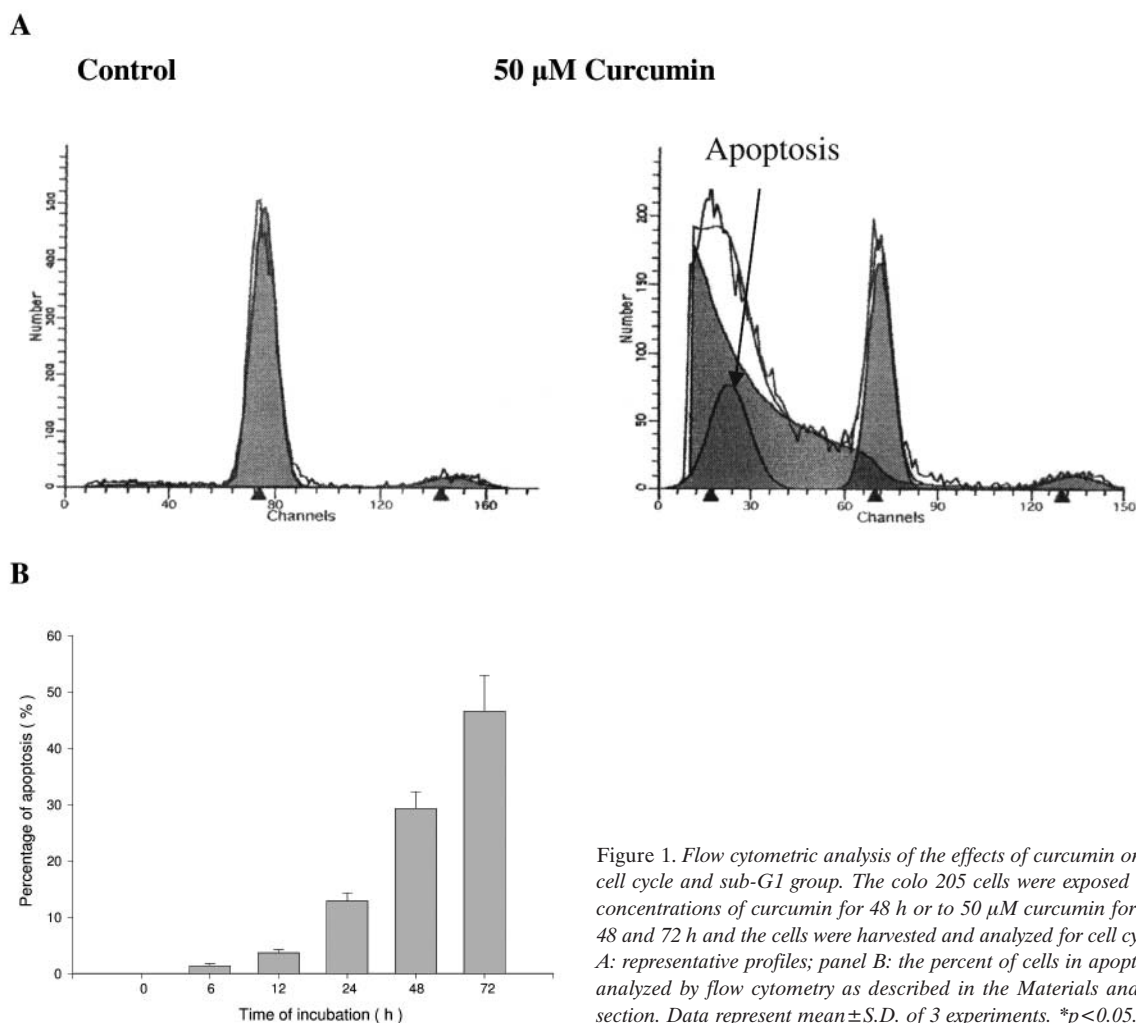 A
Control 50 µM Curcumin
Apoptosis
Number
0 100 200 300 400 500
0 40 80 120 160
Channels
Number
0 50 100 150 200
0 30 60 90 120 150
Channels
B
Percentage of apoptosis ( % )
60
50
40
30
20
10
0
0 6 12 24 48 72
Time of incubation ( h )
Figure 1. Flow cytometric analysis of the effects of curcumin
cell cycle and sub-G1 group. The colo 205 cells were exposed
concentrations of curcumin for 48 h or to 50 µM curcumin for
48 and 72 h and the cells were harvested and analyzed for cell
A: representative profiles; panel B: the percent of cells in
analyzed by flow cytometry as described in the Materials and
section. Data represent mean±S.D. of 3 experiments. *p<0.05.